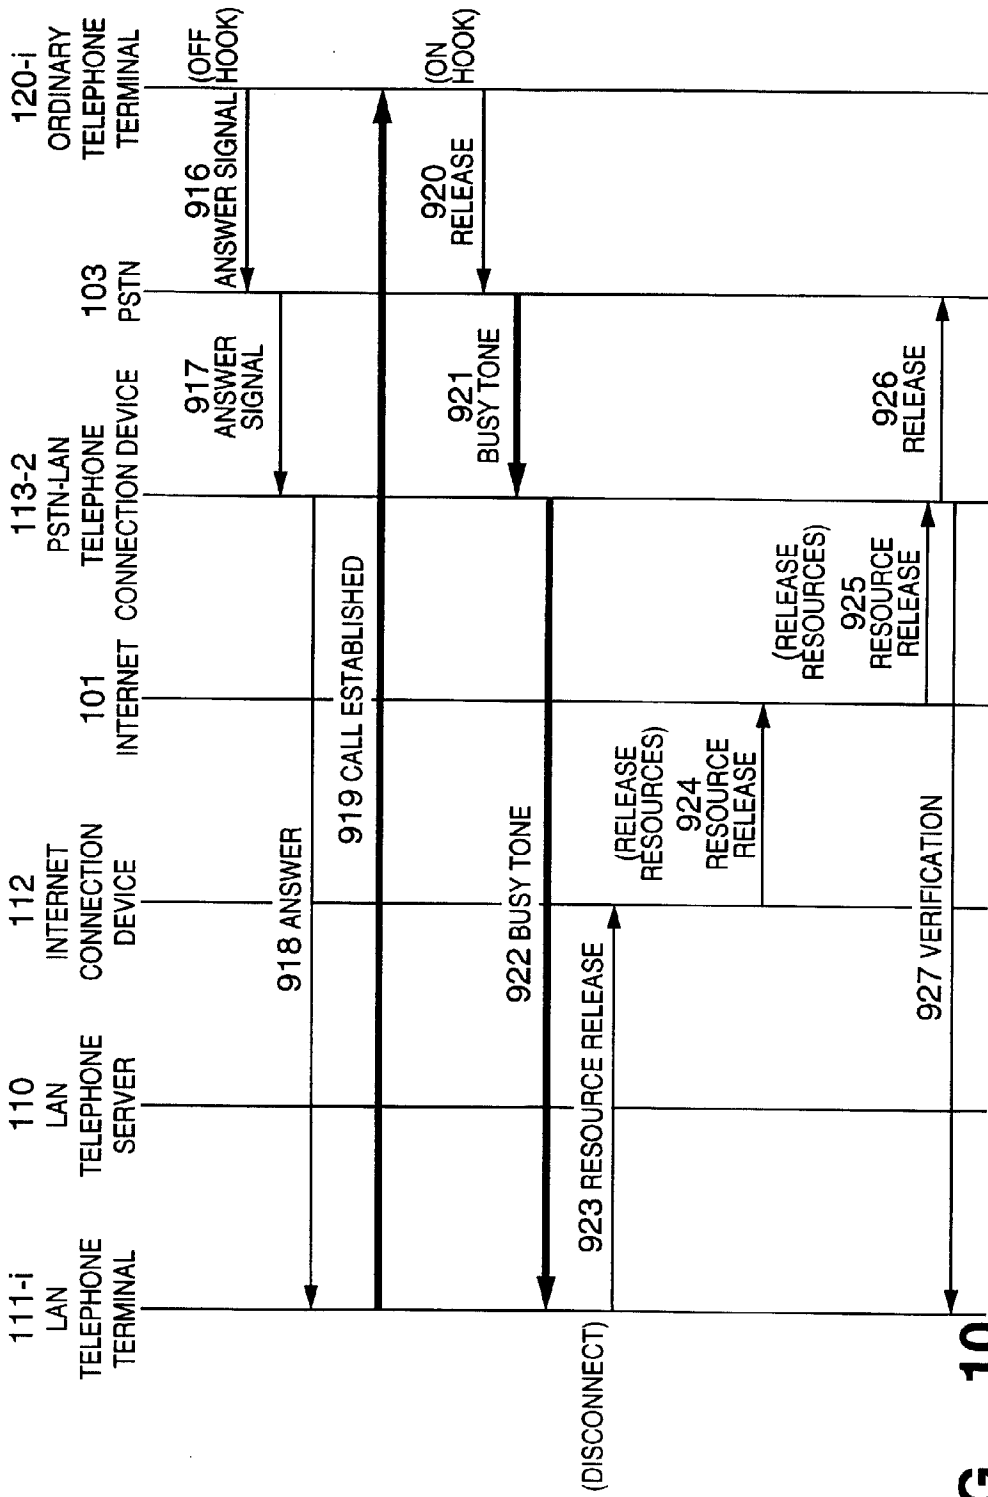 111-i
LAN
TELEPHONE
TERMINAL
110
LAN
TELEPHONE
SERVER
112
INTERNET
CONNECTION
DEVICE
101
INTERNET
113-2
PSTN-LAN
TELEPHONE
CONNECTION DEVICE
103
PSTN
120-i
ORDINARY
TELEPHONE
TERMINAL
(OFF
HOOK)
916
ANSWER SIGNAL
917
ANSWER
SIGNAL
918 ANSWER
919 CALL ESTABLISHED
(ON
HOOK)
920
RELEASE
921
BUSY TONE
922 BUSY TONE
(DISCONNECT)
923 RESOURCE RELEASE
(RELEASE
RESOURCES)
924
RESOURCE
RELEASE
(RELEASE
RESOURCES)
925
RESOURCE
RELEASE
926
RELEASE
927 VERIFICATION